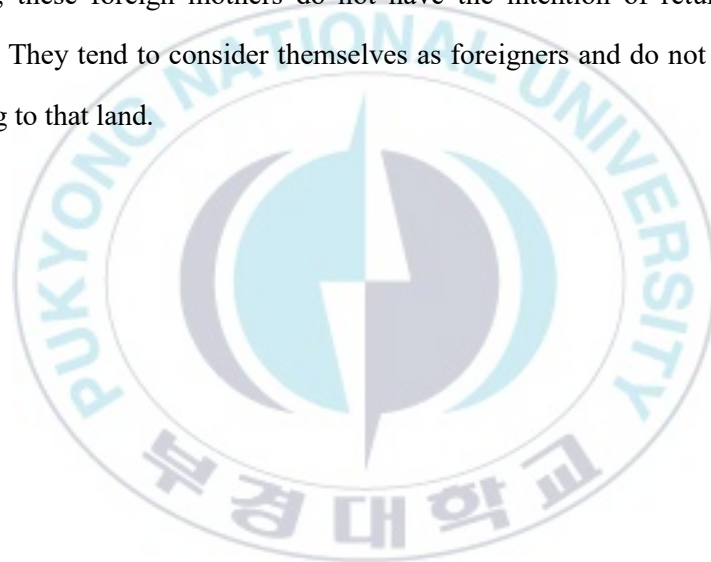 these foreign mothers do not have the intention of
They tend to consider themselves as foreigners and do not
to that land.
PUKYONG NATIONAL UNIVERSITY
부경대학교